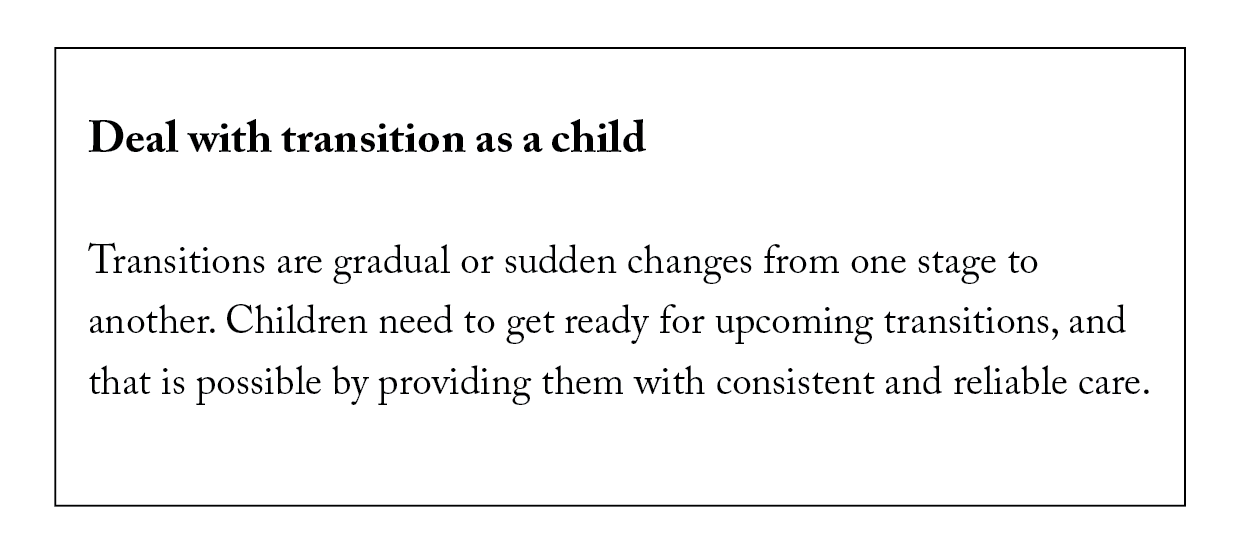 Deal with transition as a child
Transitions are gradual or sudden changes from one stage to
another. Children need to get ready for upcoming transitions, and
that is possible by providing them with consistent and reliable care.